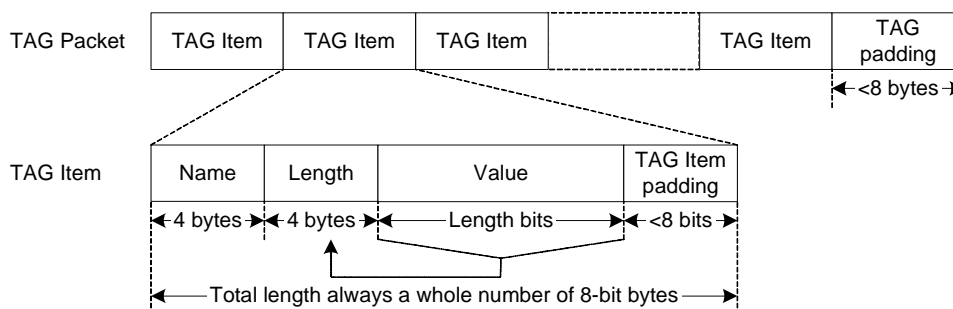 TAG Packet
TAG Item
TAG Item
TAG Item
TAG Item
TAG
padding
<8 bytes
TAG Item
Name
Length
Value
TAG Item
padding
4 bytes
4 bytes
Length bits
<8 bits
Total length always a whole number of 8-bit bytes